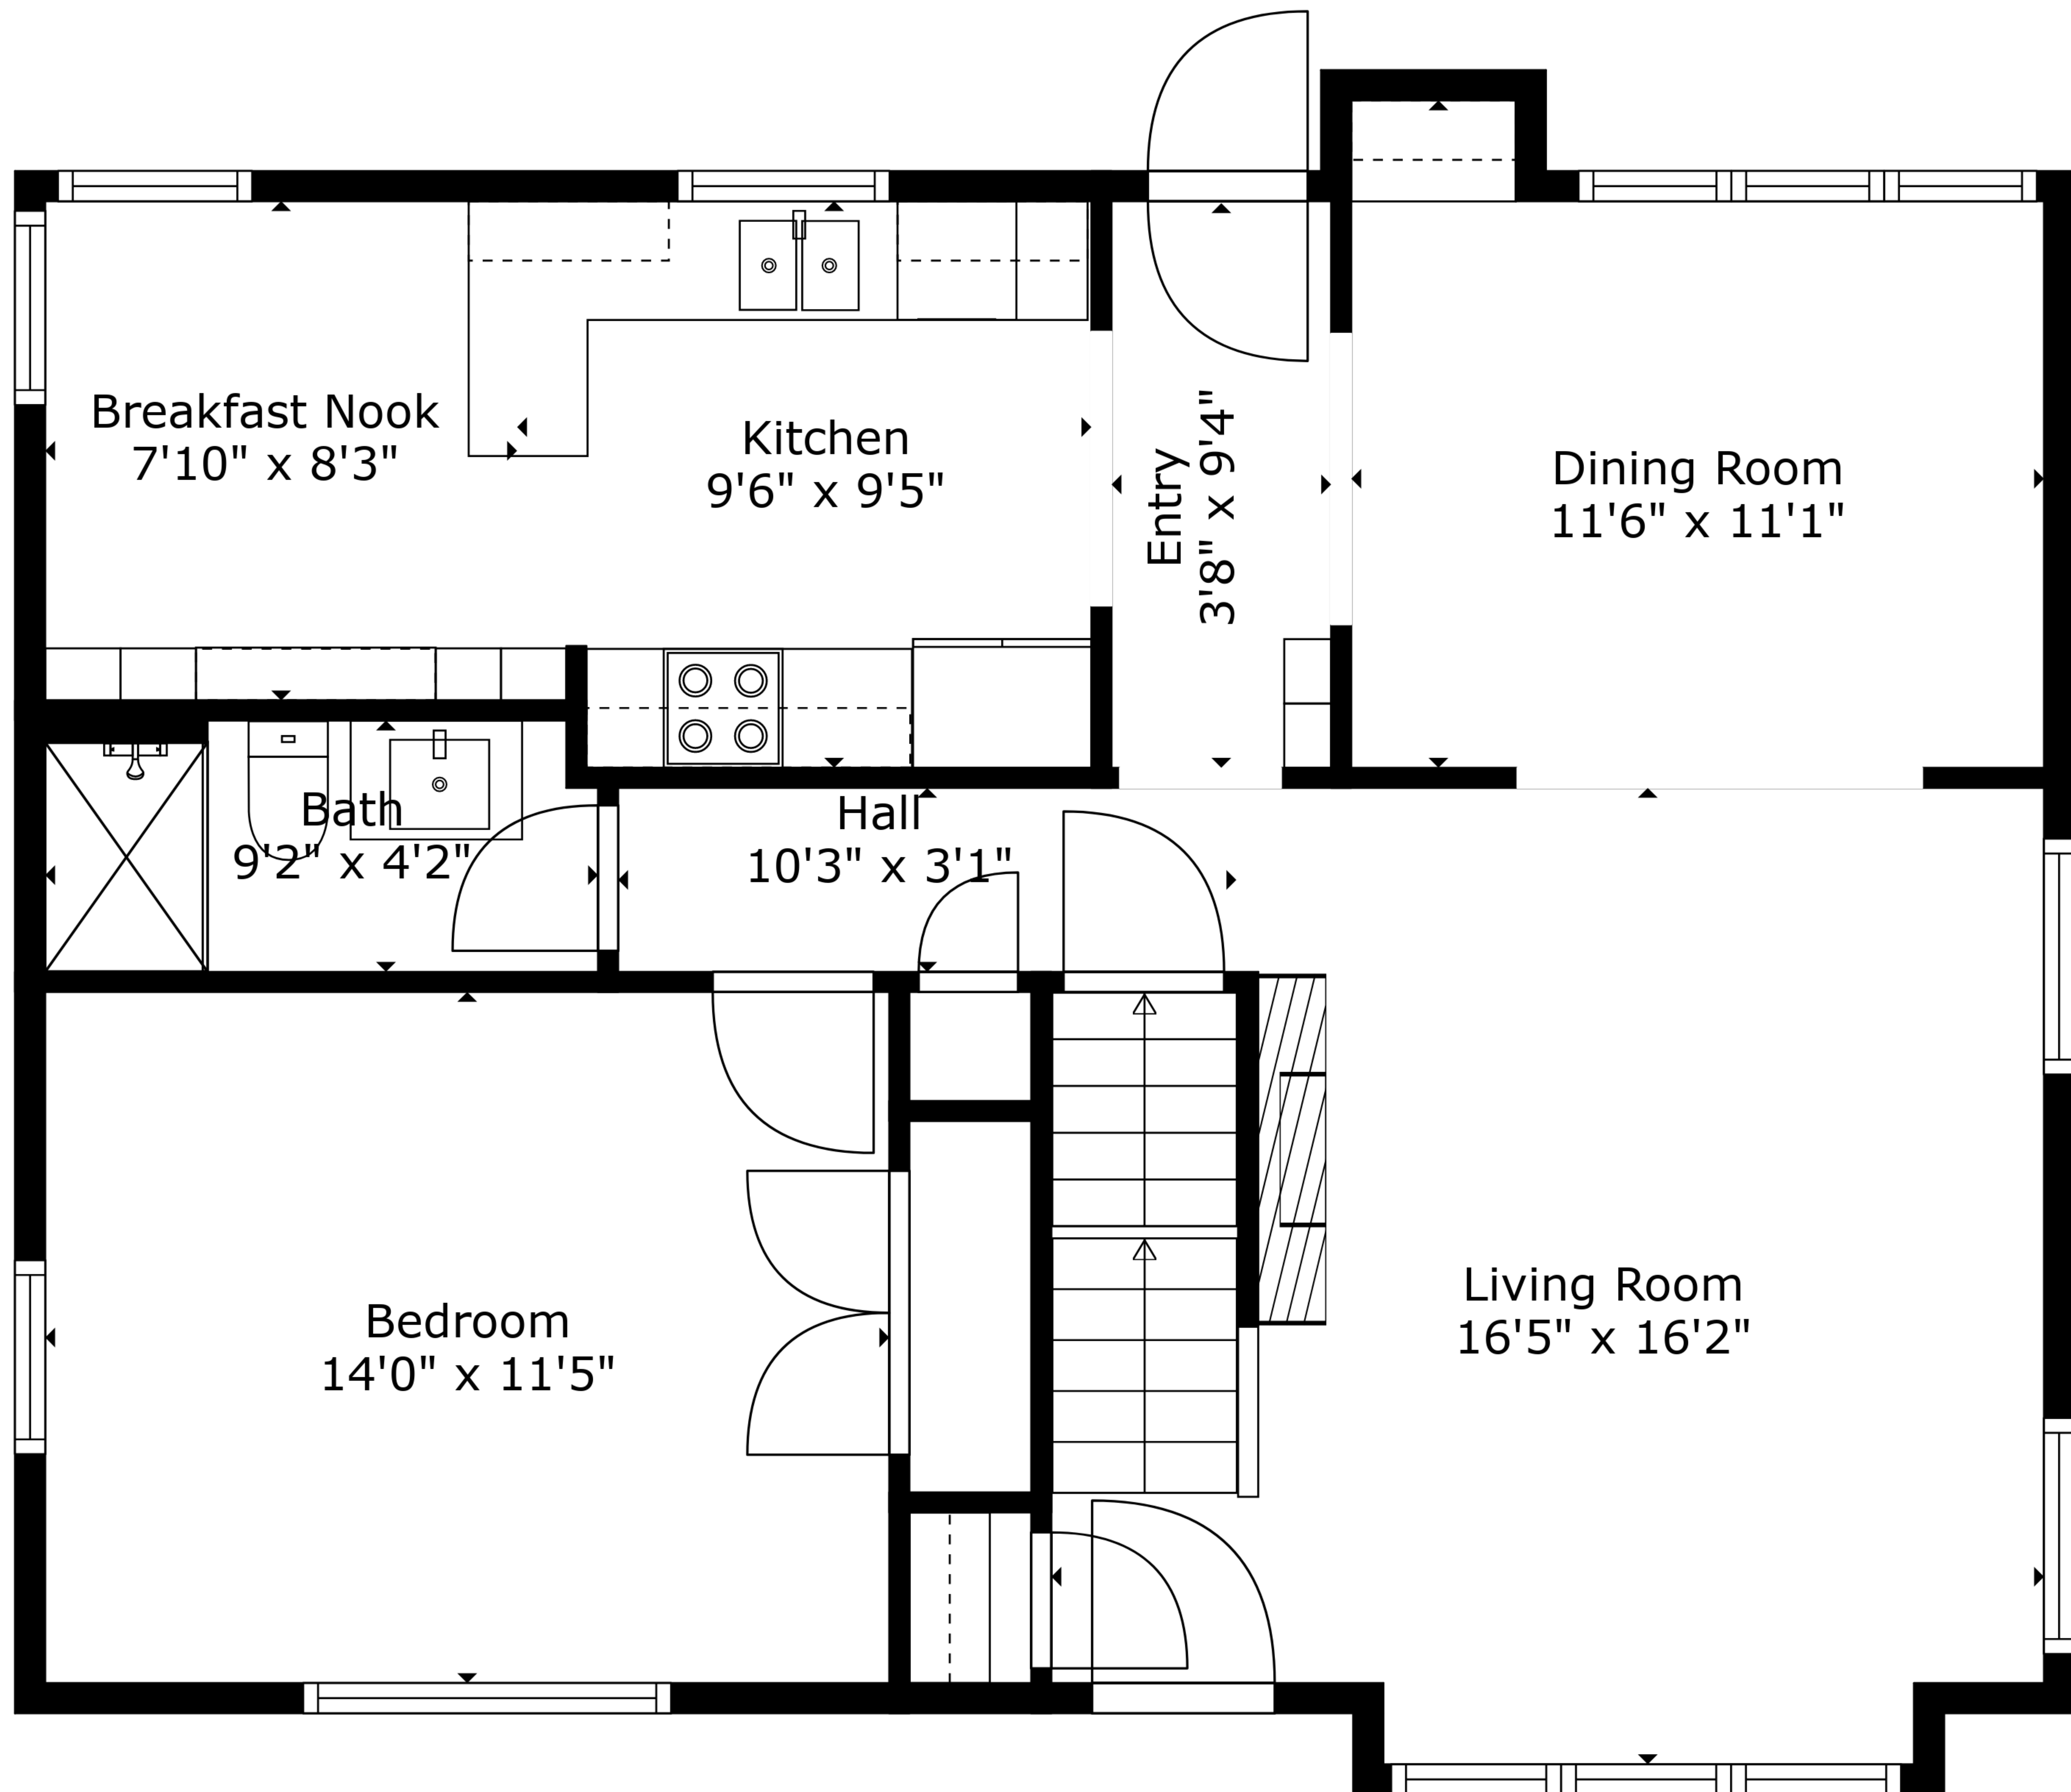 Breakfast Nook
7'10" x 8'3"
Kitchen
9'6" x 9'5"
Entry
3'8" x 9'4"
Dining Room
11'6" x 11'1"
Bath
9'2" x 4'2"
Hall
10'3" x 3'1"
Bedroom
14'0" x 11'5"
Living Room
16'5" x 16'2"